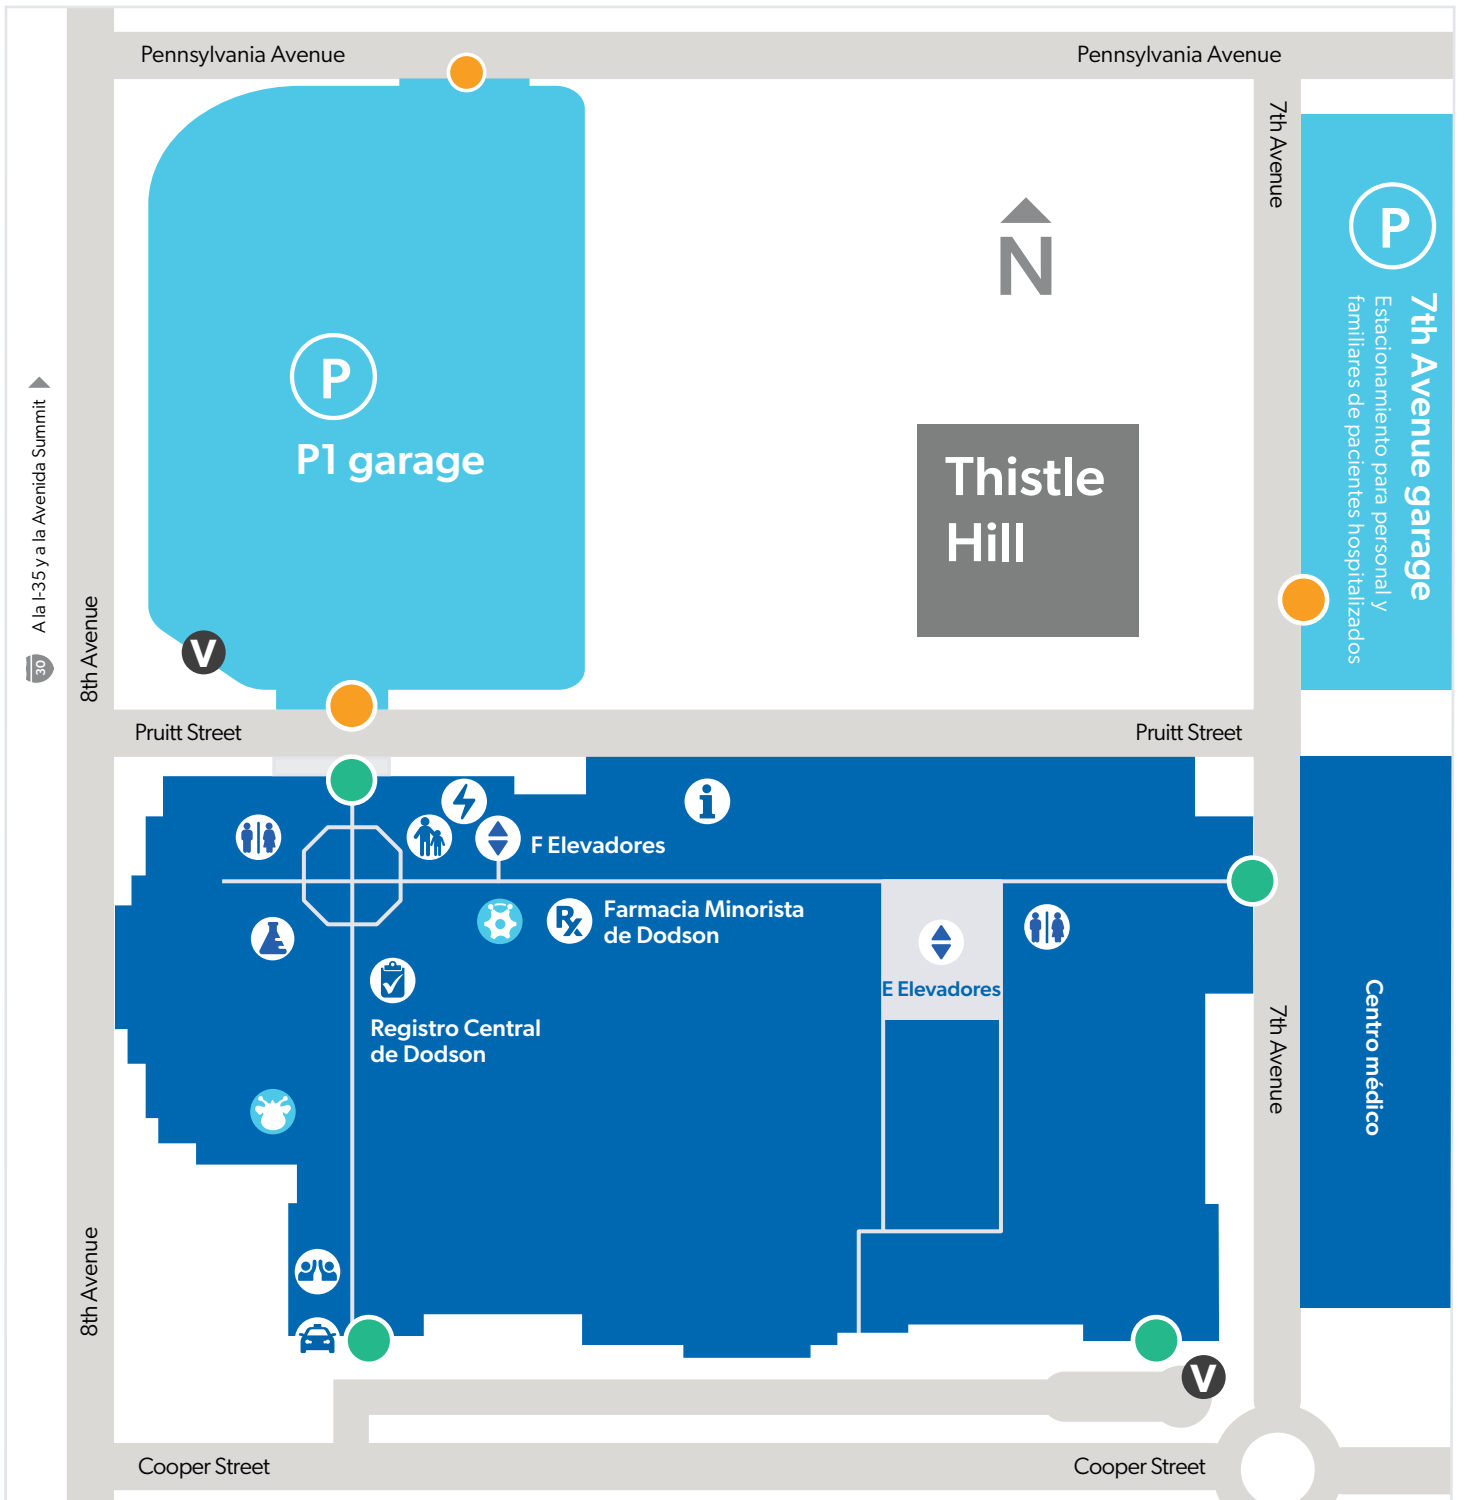 Pennsylvania Avenue
Pennsylvania Avenue
7th Avenue
P
7th Avenue garage
Estacionamiento para personal y
familiares de pacientes hospitalizados
N
P
P1 garage
Thistle
Hill
A la I-35 y a la Avenida Summit
30
8th Avenue
V
Pruitt Street
Pruitt Street
i
F Elevadores
Rx
Farmacia Minorista
de Dodson
E Elevadores
Registro Central
de Dodson
7th Avenue
Centro médico
8th Avenue
V
Cooper Street
Cooper Street